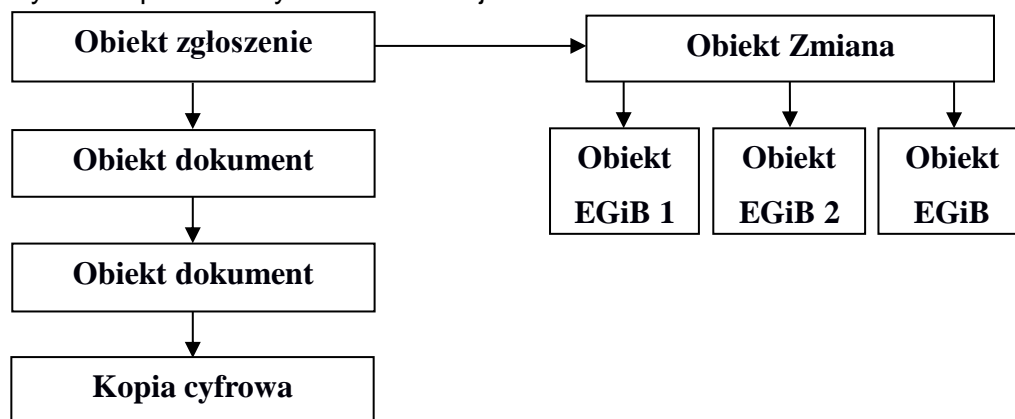 Obiekt zgłoszenie
Obiekt Zmiana
Obiekt dokument
Obiekt
EGiB 1
Obiekt
EGiB 2
Obiekt
EGiB
Obiekt dokument
Kopia cyfrowa